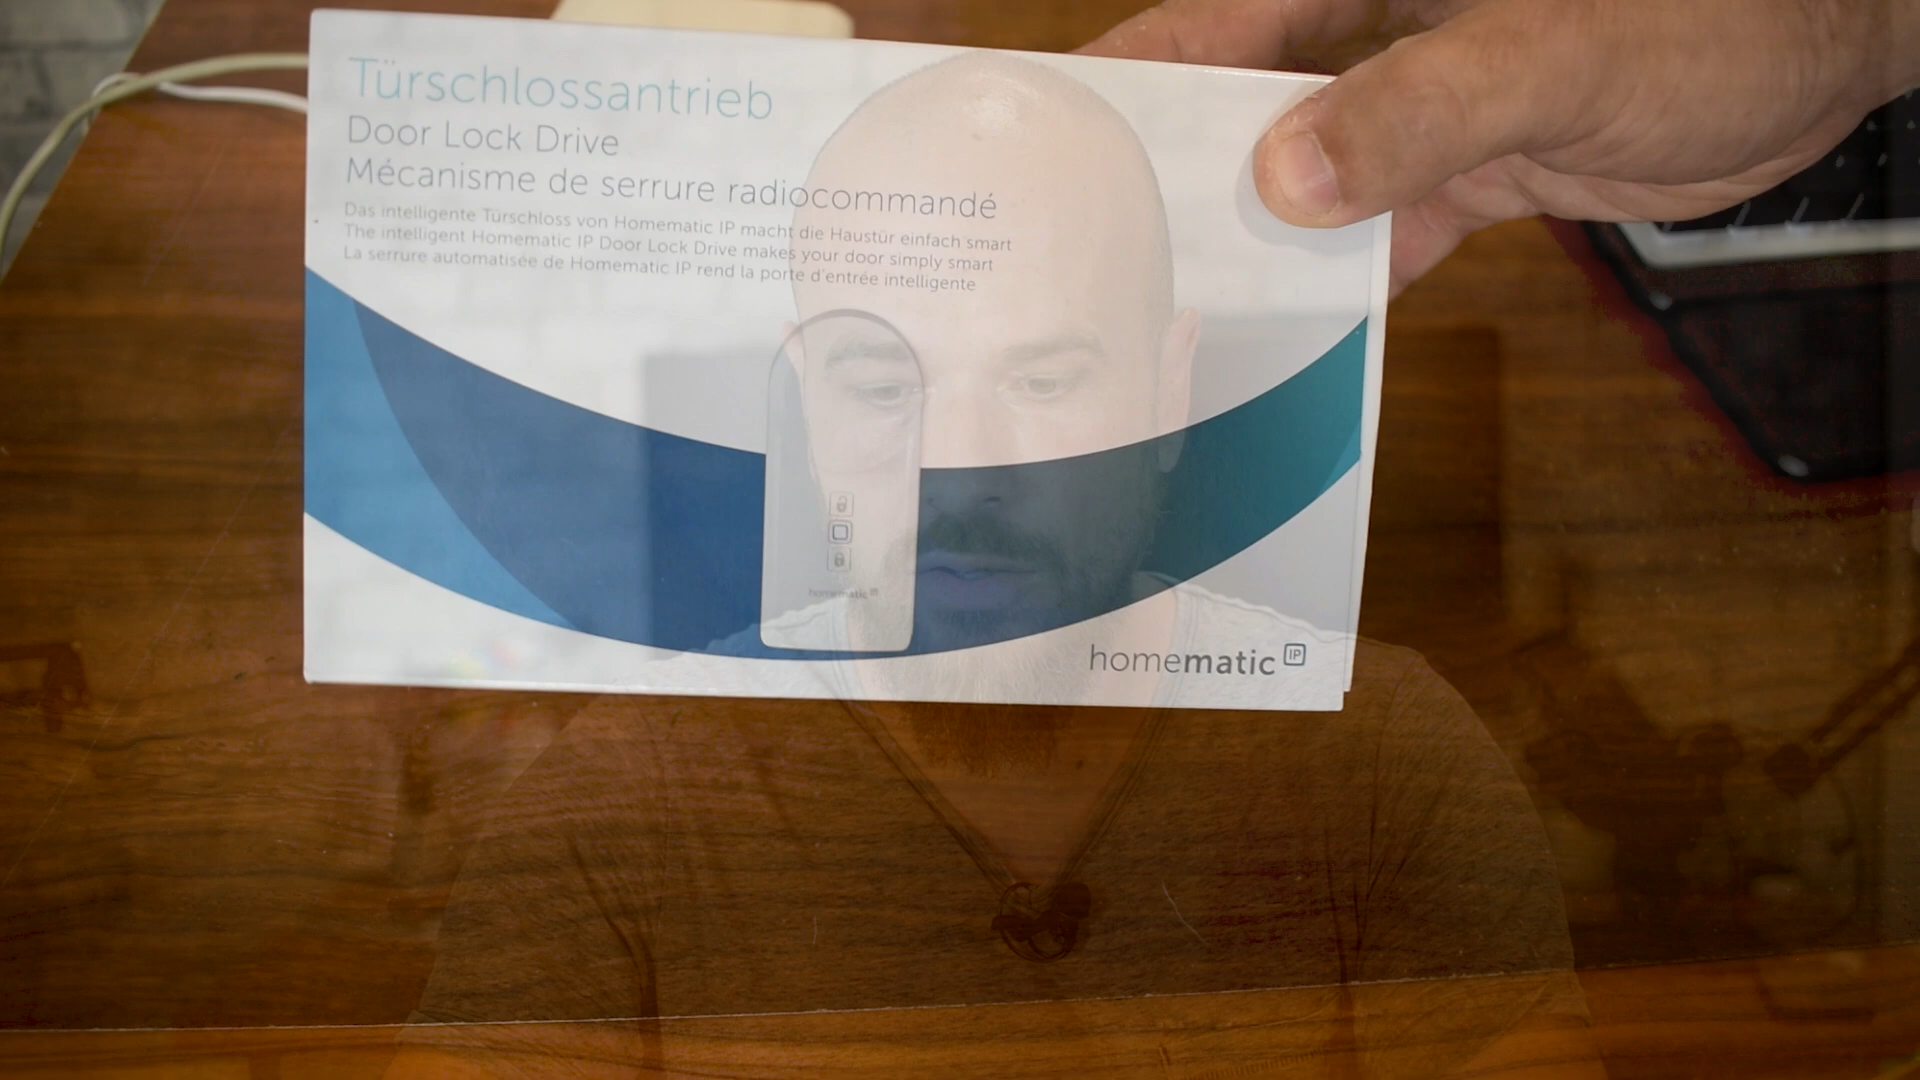 Türschlossantrieb
Door Lock Drive
Mécanisme de serrure radiocommandé
Das intelligente Türschloss von Homematic IP macht die Haustür einfach smart
The intelligent Homematic IP Door Lock Drive makes your door simply smart
La serrure automatisée de Homematic IP rend la porte d'entrée intelligente
homematic IP
homematic IP